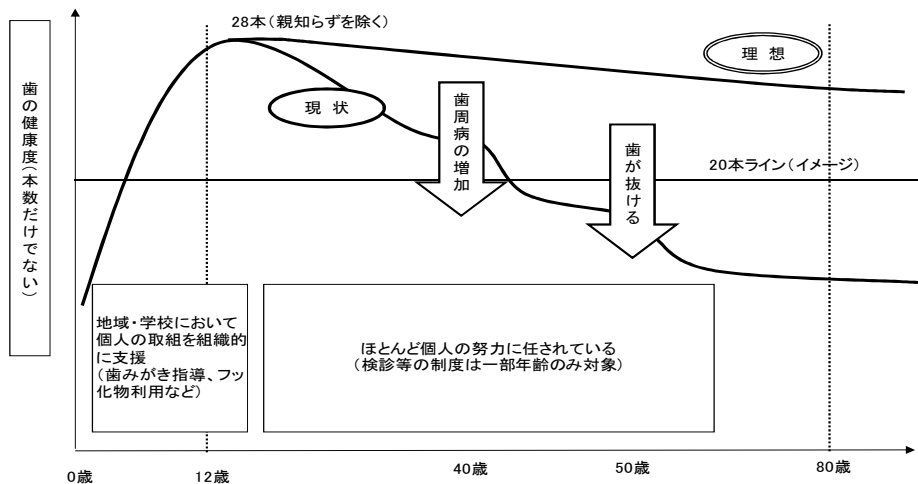 28本(親知らずを除く)
理 想
現 状
歯の健康度(本数だけでない)
歯周病の増加
歯が抜ける
20本ライン(イメージ)
地域・学校において
個人の取組を組織的
に支援
(歯みがき指導、フッ
化物利用など)
ほとんど個人の努力に任されている
(検診等の制度は一部年齢のみ対象)
0歳
12歳
40歳
50歳
80歳